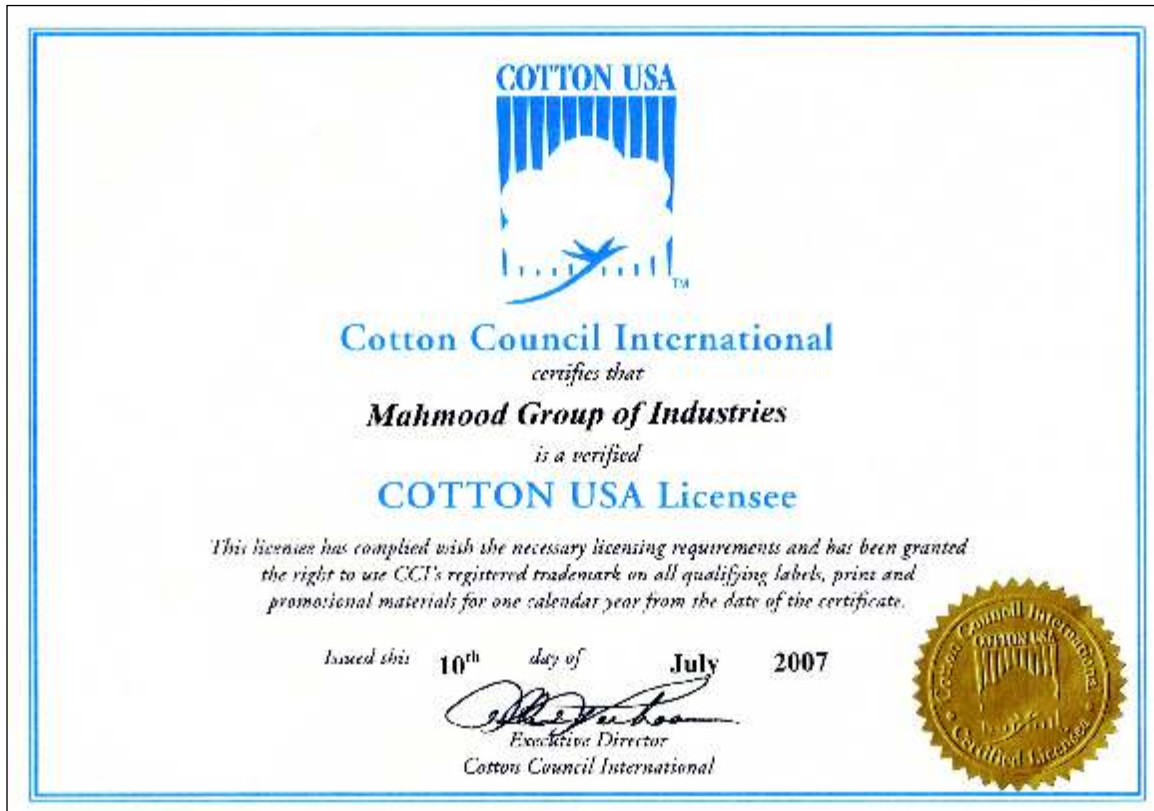 COTTON USA
TM
Cotton Council International
certifies that
Mahmood Group of Industries
is a verified
COTTON USA Licensee
This licensee has complied with the necessary licensing requirements and has been granted
the right to use CCI's registered trademark on all qualifying labels, print and
promotional materials for one calendar year from the date of the certificate.
Issued this 10th day of July 2007
Executive Director
Cotton Council International
Cotton Council International
COTTON USA
Certified Licensee